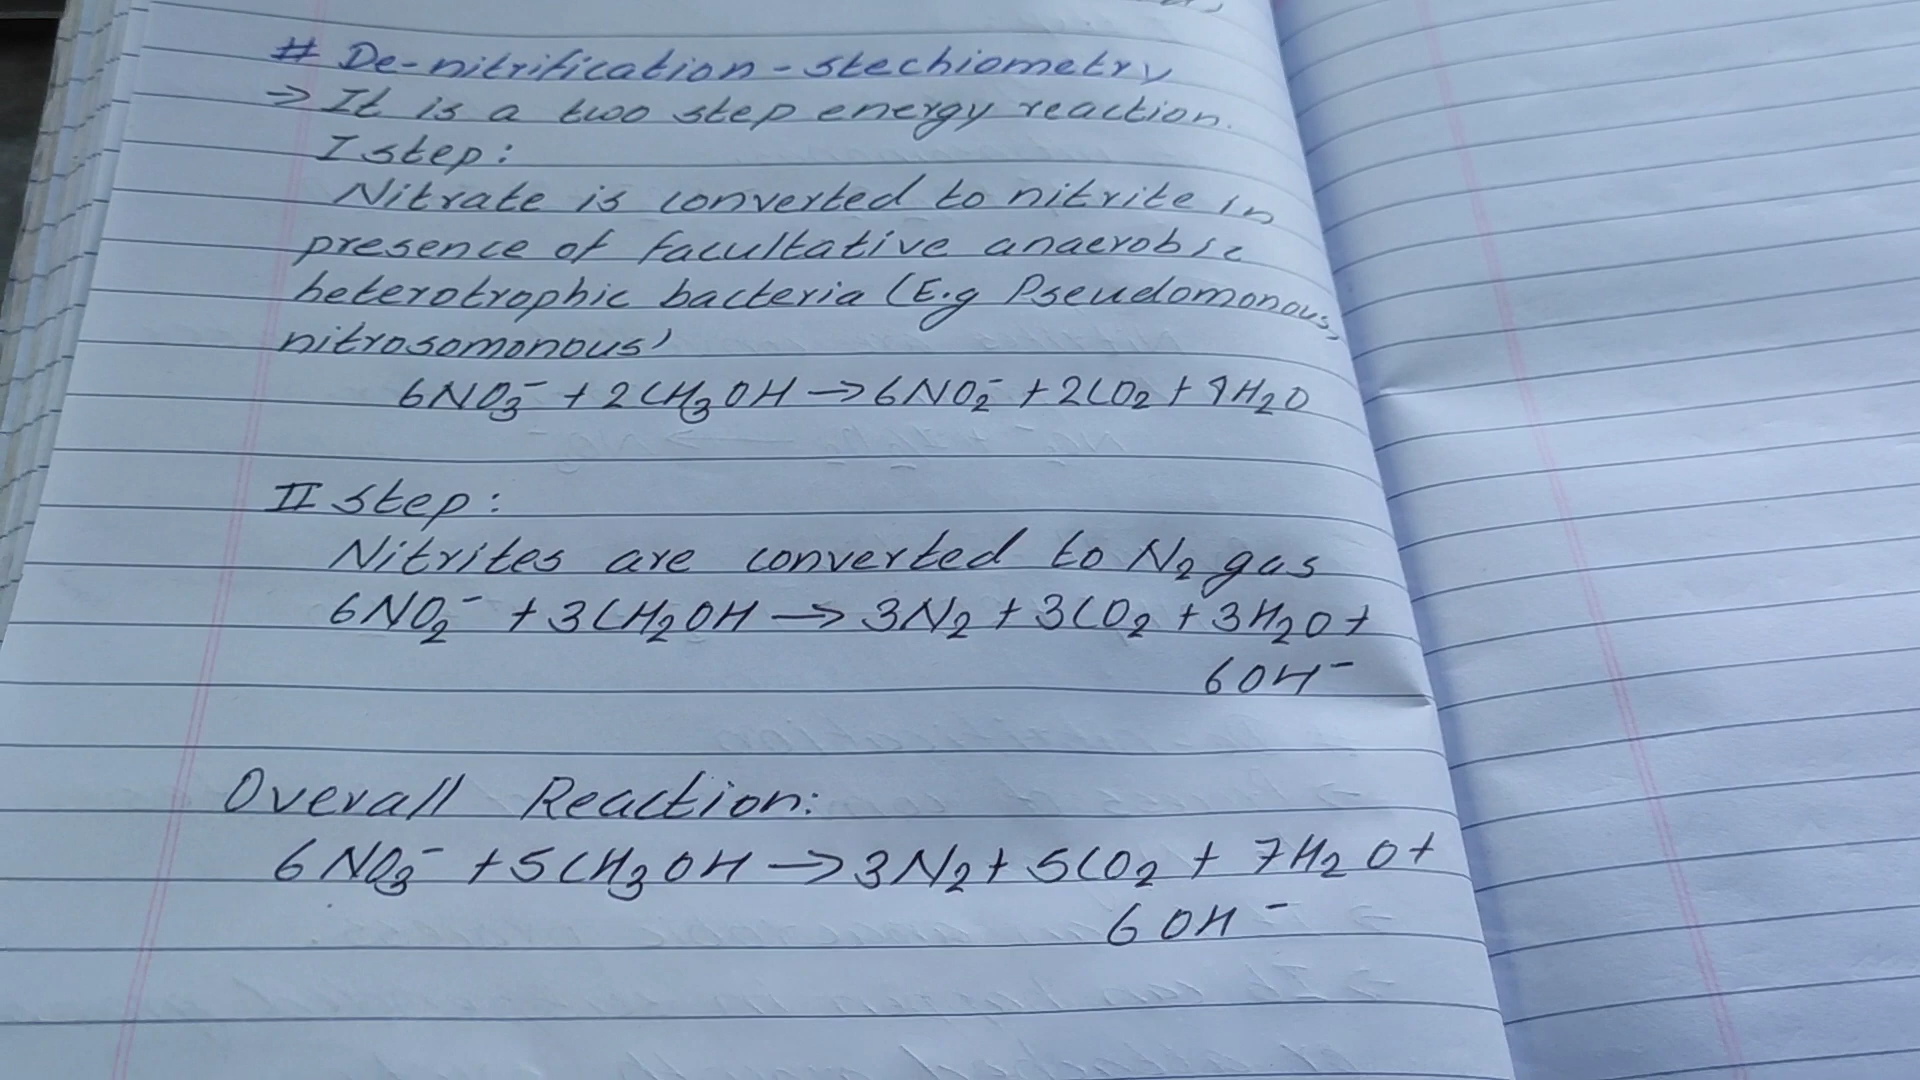 # De-nitrification - stechiometry
→ It is a two step energy reaction.
I step:
Nitrate is converted to nitrite in
presence of facultative anaerobic
heterotrophic bacteria (E.g Pseudomonous,
nitrosomonous)
6NO₃⁻ + 2CH₃OH → 6NO₂⁻ + 2CO₂ + 4H₂O
II step:
Nitrites are converted to N₂ gas
6NO₂⁻ + 3CH₂OH → 3N₂ + 3CO₂ + 3H₂O +
6OH⁻
Overall Reaction:
6NO₃⁻ + 5CH₃OH → 3N₂ + 5CO₂ + 7H₂O +
6OH⁻